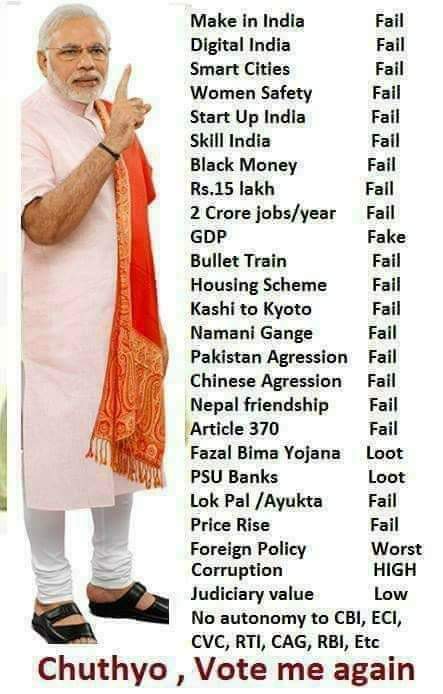 Make in India Fail
Digital India Fail
Smart Cities Fail
Women Safety Fail
Start Up India Fail
Skill India Fail
Black Money Fail
Rs.15 lakh Fail
2 Crore jobs/year Fail
GDP Fake
Bullet Train Fail
Housing Scheme Fail
Kashi to Kyoto Fail
Namani Gange Fail
Pakistan Agression Fail
Chinese Agression Fail
Nepal friendship Fail
Article 370 Fail
Fazal Bima Yojana Loot
PSU Banks Loot
Lok Pal /Ayukta Fail
Price Rise Fail
Foreign Policy Worst
Corruption HIGH
Judiciary value Low
No autonomy to CBI, ECI,
CVC, RTI, CAG, RBI, Etc
Chuthyo , Vote me again